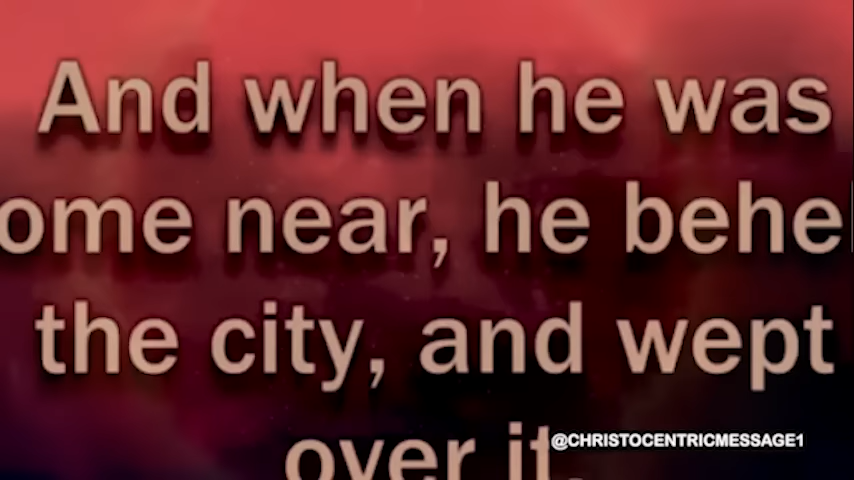 And when he was
ome near, he behel
the city, and wept
over it,
@CHRISTOCENTRICMESSAGE1